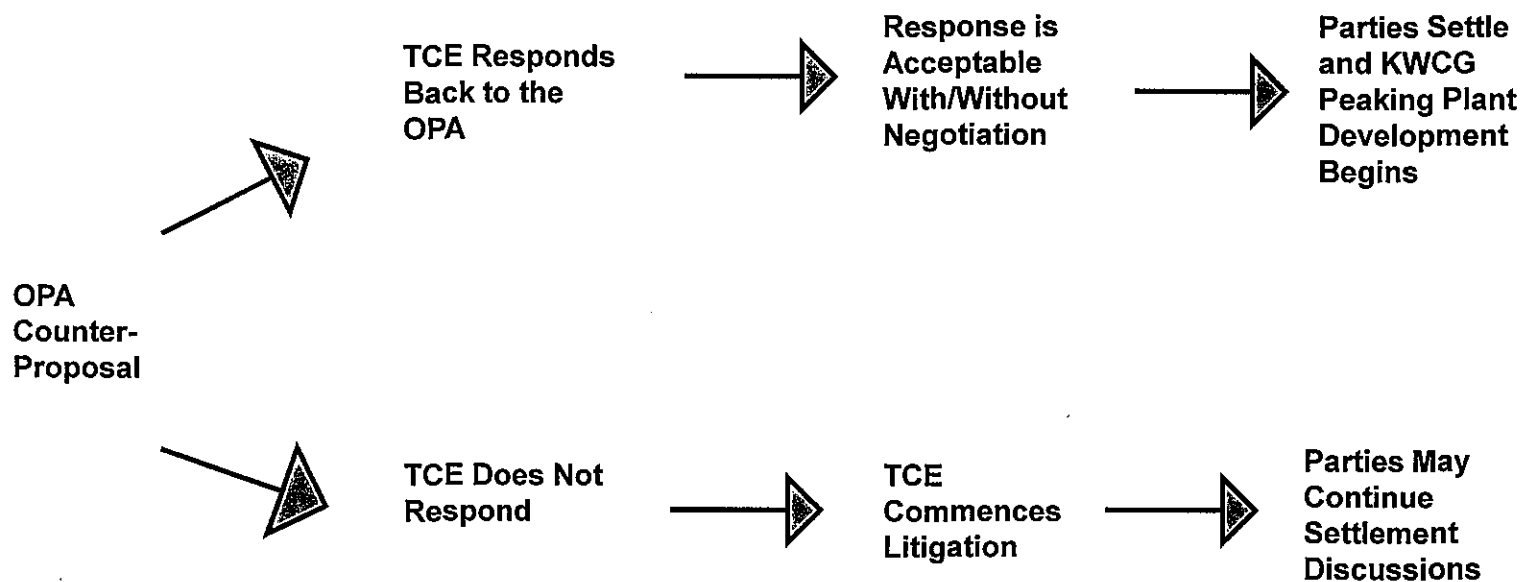 OPA
Counter-
Proposal
TCE Responds
Back to the
OPA
Response is
Acceptable
With/Without
Negotiation
Parties Settle
and KWCG
Peaking Plant
Development
Begins
TCE Does Not
Respond
TCE
Commences
Litigation
Parties May
Continue
Settlement
Discussions